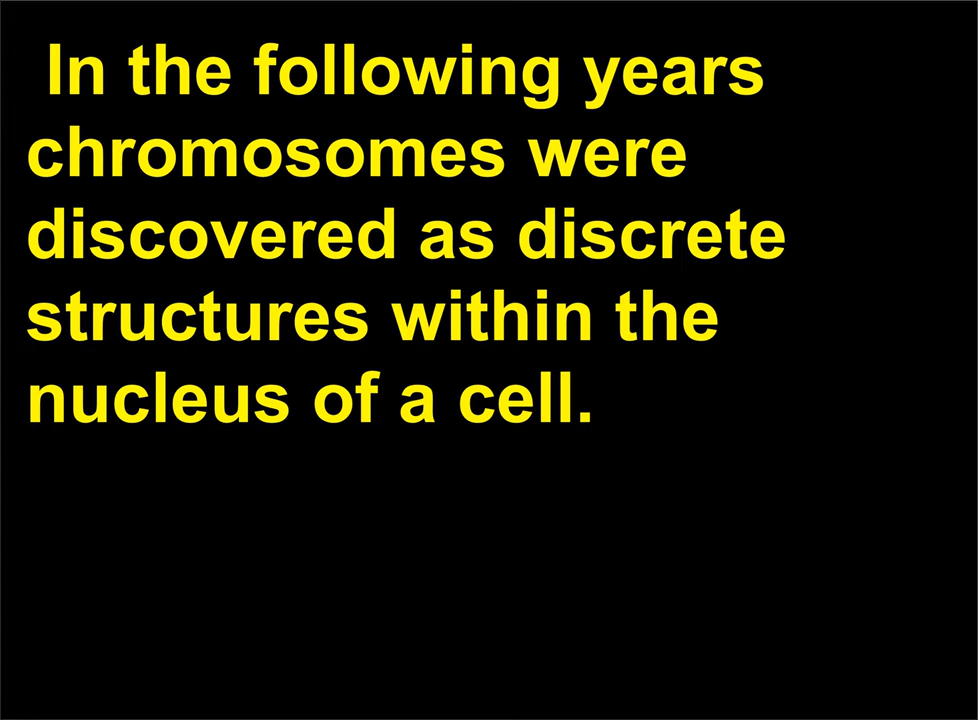 In the following years
chromosomes were
discovered as discrete
structures within the
nucleus of a cell.